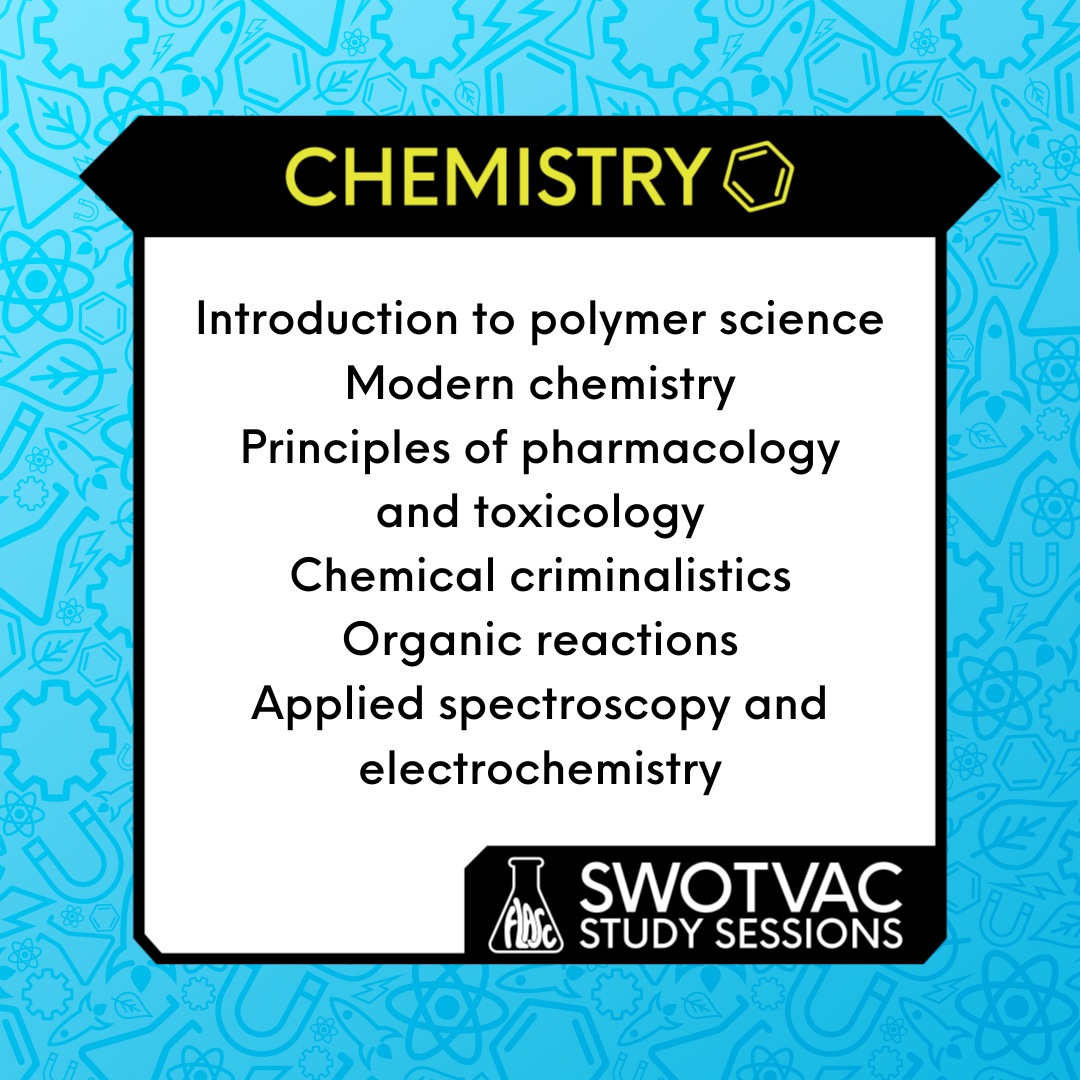 CHEMISTRY
Introduction to polymer science
Modern chemistry
Principles of pharmacology
and toxicology
Chemical criminalistics
Organic reactions
Applied spectroscopy and
electrochemistry
FLASC
SWOTVAC
STUDY SESSIONS